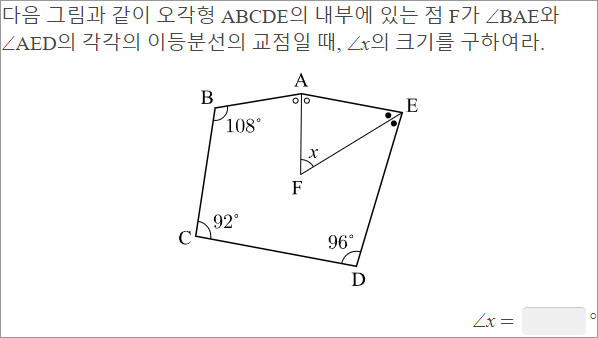 다음 그림과 같이 오각형 ABCDE의 내부에 있는 점 F가 ∠BAE와
∠AED의 각각의 이등분선의 교점일 때, ∠x의 크기를 구하여라.
A
B
E
108°
x
F
92°
C
96°
D
∠x = °